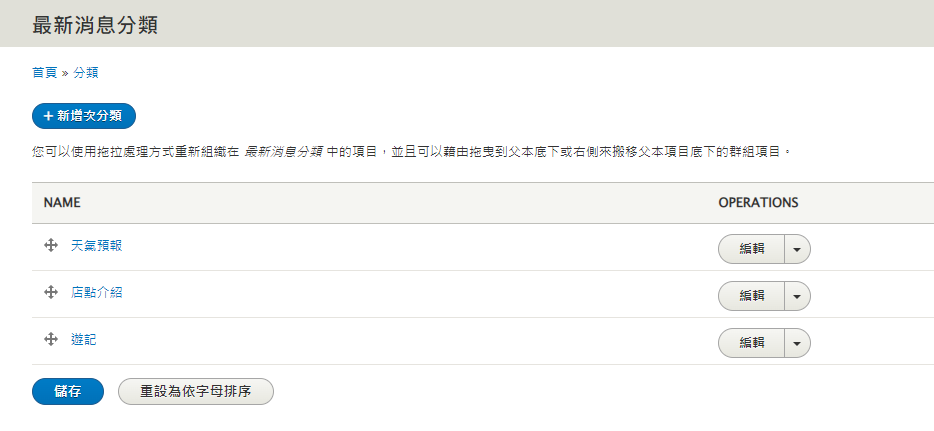 最新消息分類
首頁 » 分類
+ 新增次分類
您可以使用拖拉處理方式重新組織在 最新消息分類 中的項目，並且可以藉由拖曳到父本底下或右側來搬移父本項目底下的群組項目。
NAME OPERATIONS
天氣預報 編輯
店點介紹 編輯
遊記 編輯
儲存 重設為依字母排序